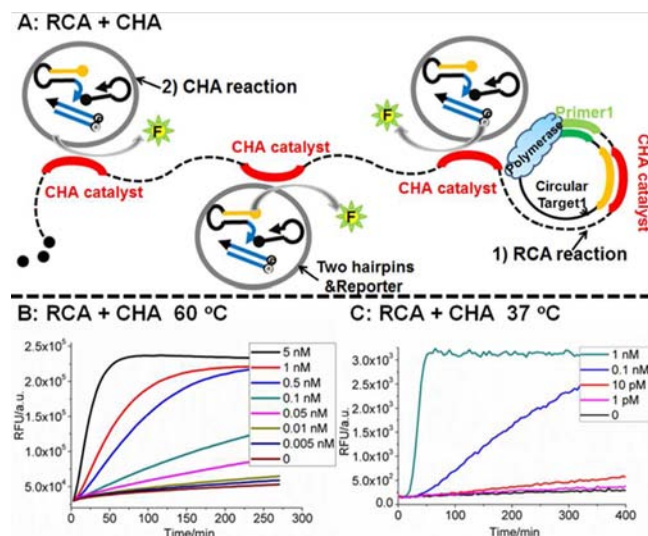 A: RCA + CHA
2) CHA reaction
F
F
Primer1
Polymerase
CHA catalyst
CHA catalyst
CHA catalyst
CHA catalyst
Circular
Target1
F
1) RCA reaction
Two hairpins
&Reporter
B: RCA + CHA 60 °C
C: RCA + CHA 37 °C
RFU/a.u.
2.5x10⁵
2.0x10⁵
1.5x10⁵
1.0x10⁵
5.0x10⁴
5 nM
1 nM
0.5 nM
0.1 nM
0.05 nM
0.01 nM
0.005 nM
0
0 50 100 150 200 250 300
Time/min
RFU/a.u.
3.0x10³
2.5x10³
2.0x10³
1.5x10³
1.0x10³
5.0x10²
0.0
1 nM
0.1 nM
10 pM
1 pM
0
0 100 200 300 400
Time/min